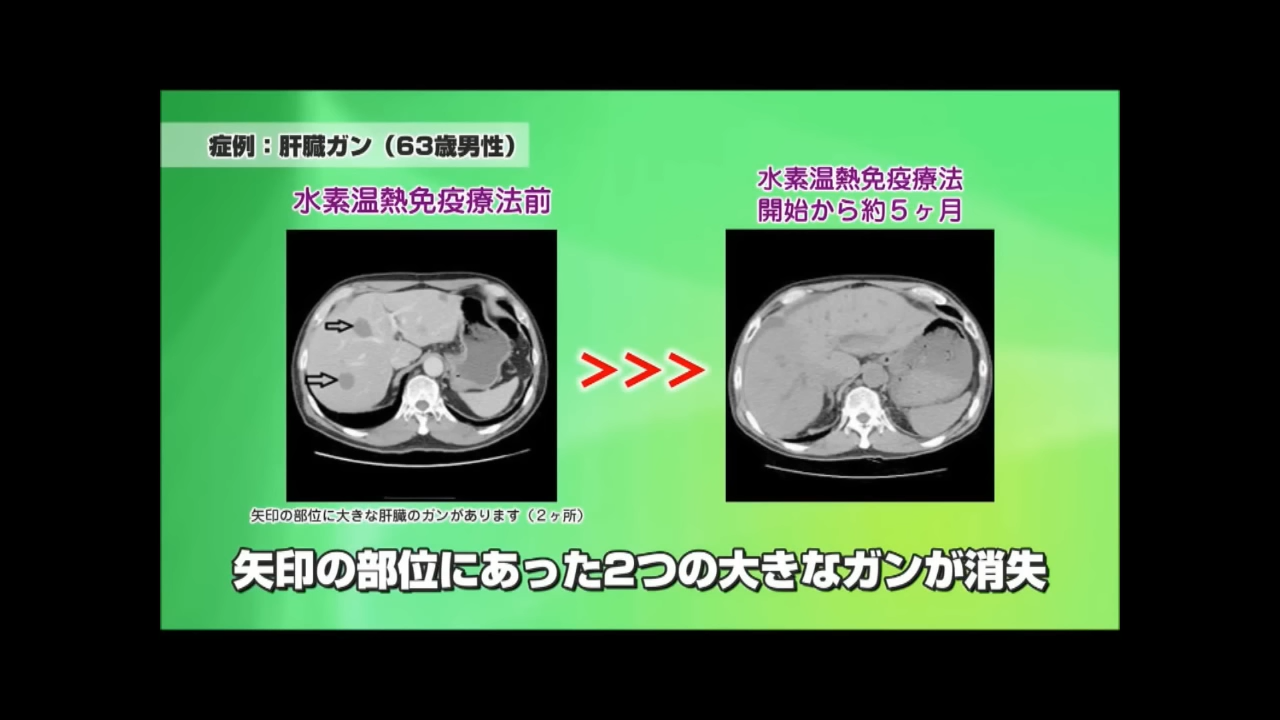 症例：肝臓ガン（63歳男性）
水素温熱免疫療法前
水素温熱免疫療法
開始から約５ヶ月
矢印の部位に大きな肝臓のガンがあります（２ヶ所）
矢印の部位にあった2つの大きなガンが消失